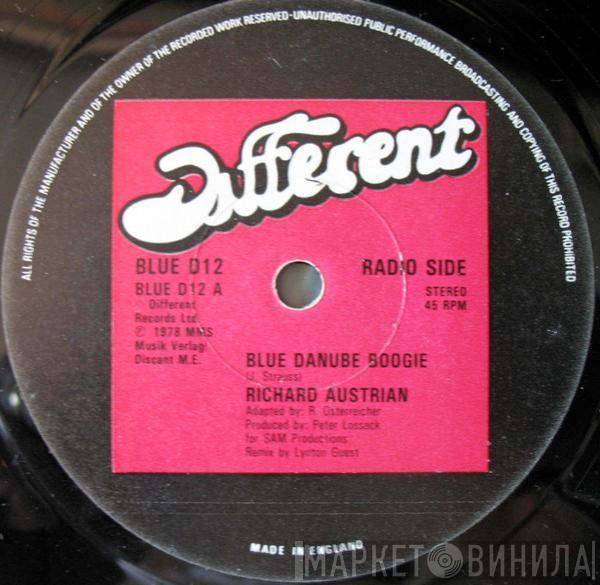 ALL RIGHTS OF THE MANUFACTURER AND OF THE OWNER OF THE RECORDED WORK RESERVED-UNAUTHORISED PUBLIC PERFORMANCE BROADCASTING AND COPYING OF THIS RECORD PROHIBITED
Different
BLUE D12
RADIO SIDE
BLUE D12 A
STEREO
Different
45 RPM
Records Ltd.
℗ 1978 MMS
Musik Verlag
Discant M.E.
BLUE DANUBE BOOGIE
(J. Strauss)
RICHARD AUSTRIAN
Adapted by: R. Osterreicher
Produced by: Peter Lossack
for SAM Productions
Remix by Lynton Guest
MADE IN ENGLAND
МАРКЕТ ВИНИЛА!